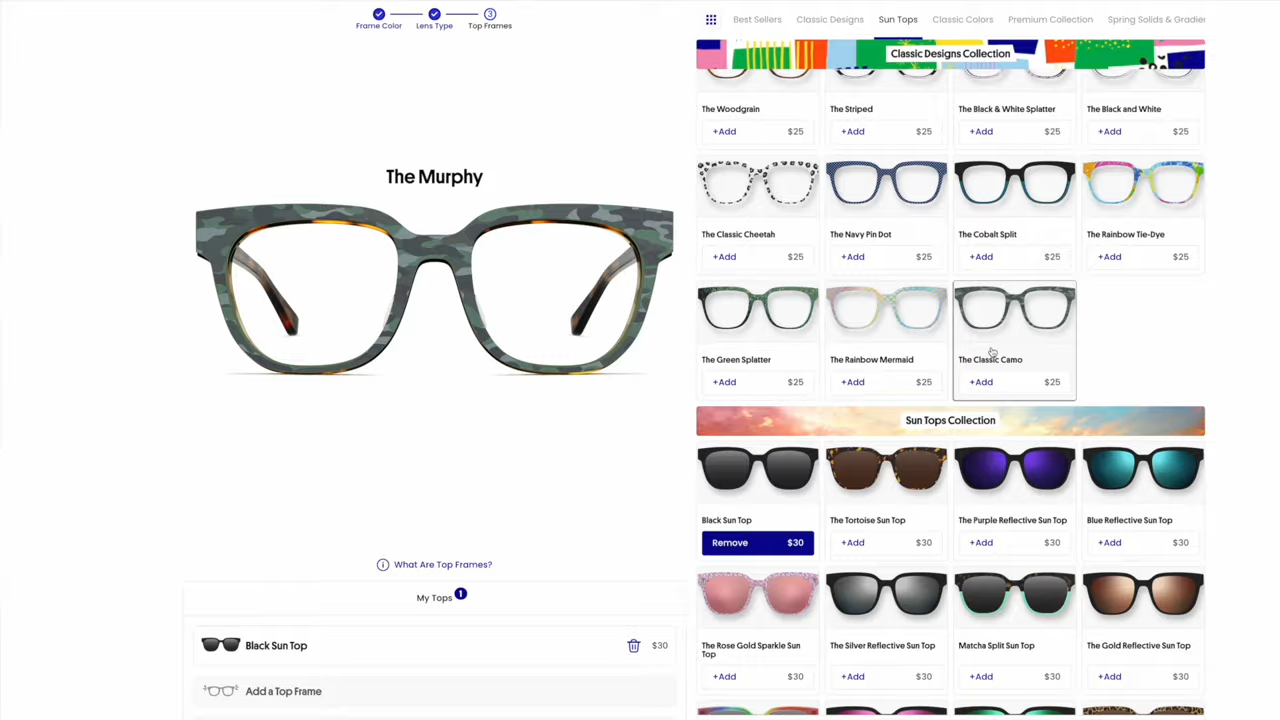 3
Frame Color
Lens Type
Top Frames
The Murphy
What Are Top Frames?
My Tops 1
Black Sun Top
$30
Add a Top Frame
Best Sellers
Classic Designs
Sun Tops
Classic Colors
Premium Collection
Spring Solids & Gradier
Classic Designs Collection
The Woodgrain
The Striped
The Black & White Splatter
The Black and White
+Add $25
+Add $25
+Add $25
+Add $25
The Classic Cheetah
The Navy Pin Dot
The Cobalt Split
The Rainbow Tie-Dye
+Add $25
+Add $25
+Add $25
+Add $25
The Green Splatter
The Rainbow Mermaid
The Classic Camo
+Add $25
+Add $25
+Add $25
Sun Tops Collection
Black Sun Top
The Tortoise Sun Top
The Purple Reflective Sun Top
Blue Reflective Sun Top
Remove $30
+Add $30
+Add $30
+Add $30
The Rose Gold Sparkle Sun
Top
The Silver Reflective Sun Top
Matcha Split Sun Top
The Gold Reflective Sun Top
+Add $30
+Add $30
+Add $30
+Add $30